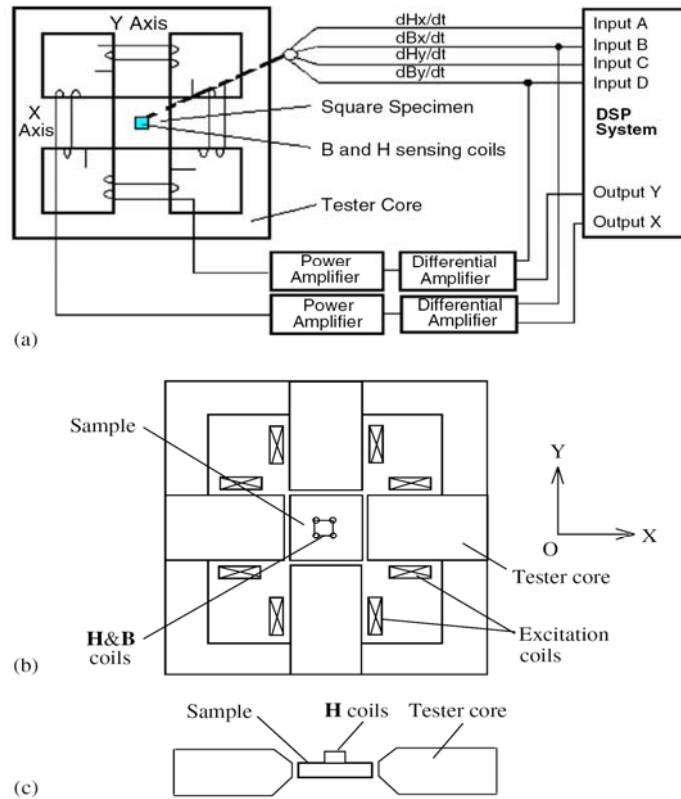 Y Axis
X
Axis
dHx/dt
dBx/dt
dHy/dt
dBy/dt
Input A
Input B
Input C
Input D
DSP
System
Square Specimen
B and H sensing coils
Tester Core
Output Y
Output X
Power
Amplifier
Differential
Amplifier
Power
Amplifier
Differential
Amplifier
(a)
Sample
Y
O
X
Tester core
H&B
coils
Excitation
coils
(b)
Sample
H coils
Tester core
(c)